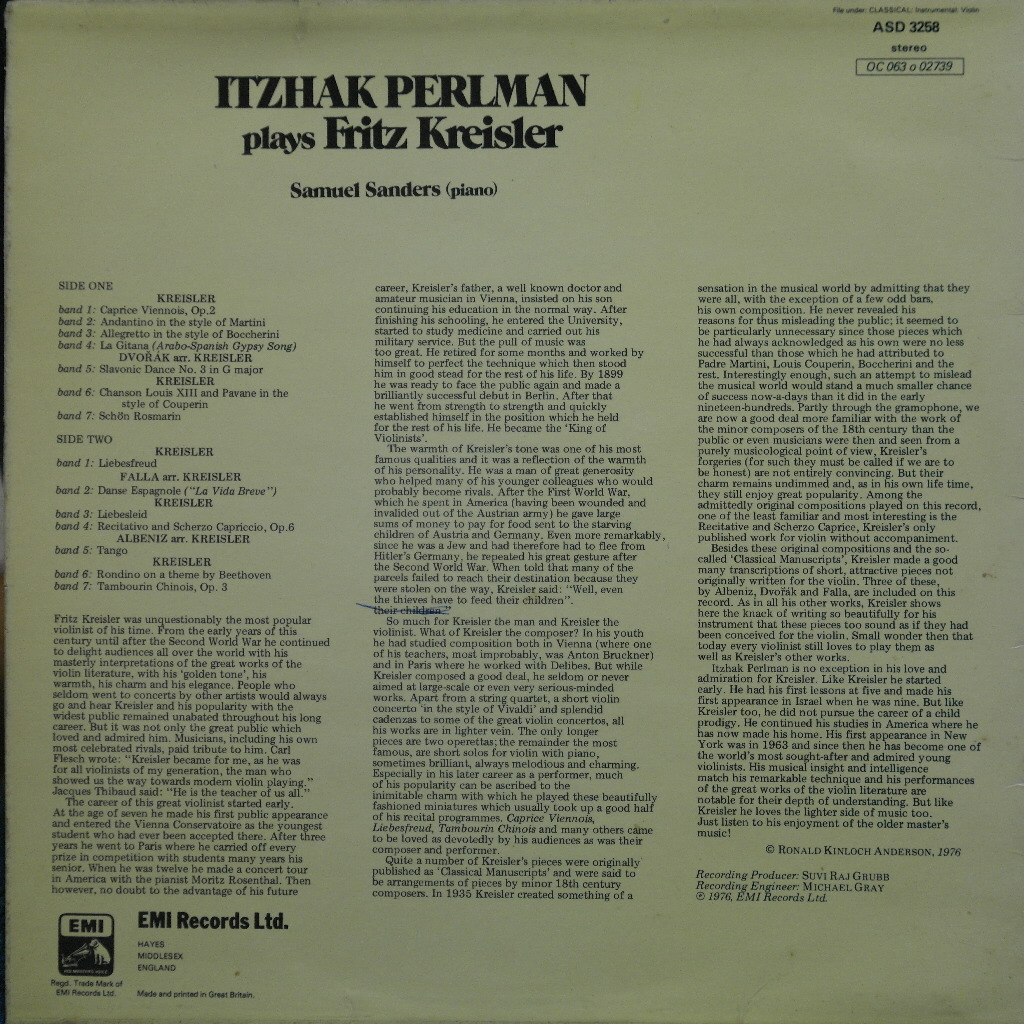 File under: CLASSICAL: Instrumental: Violin
ASD 3258
stereo
OC 063 o 02739
ITZHAK PERLMAN
plays Fritz Kreisler
Samuel Sanders (piano)
SIDE ONE
KREISLER
band 1: Caprice Viennois, Op.2
band 2: Andantino in the style of Martini
band 3: Allegretto in the style of Boccherini
band 4: La Gitana (Arabo-Spanish Gypsy Song)
DVOŘÁK arr. KREISLER
band 5: Slavonic Dance No. 3 in G major
KREISLER
band 6: Chanson Louis XIII and Pavane in the
style of Couperin
band 7: Schön Rosmarin
SIDE TWO
KREISLER
band 1: Liebesfreud
FALLA arr. KREISLER
band 2: Danse Espagnole ("La Vida Breve")
KREISLER
band 3: Liebesleid
band 4: Recitativo and Scherzo Capriccio, Op.6
ALBENIZ arr. KREISLER
band 5: Tango
KREISLER
band 6: Rondino on a theme by Beethoven
band 7: Tambourin Chinois, Op. 3
Fritz Kreisler was unquestionably the most popular
violinist of his time. From the early years of this
century until after the Second World War he continued
to delight audiences all over the world with his
masterly interpretations of the great works of the
violin literature, with his 'golden tone', his
warmth, his charm and his elegance. People who
seldom went to concerts by other artists would always
go and hear Kreisler and his popularity with the
widest public remained unabated throughout his long
career. But it was not only the great public which
loved and admired him. Musicians, including his own
most celebrated rivals, paid tribute to him. Carl
Flesch wrote: "Kreisler became for me, as he was
for all violinists of my generation, the man who
showed us the way towards modern violin playing."
Jacques Thibaud said: "He is the teacher of us all."
The career of this great violinist started early.
At the age of seven he made his first public appearance
and entered the Vienna Conservatoire as the youngest
student who had ever been accepted there. After three
years he went to Paris where he carried off every
prize in competition with students many years his
senior. When he was twelve he made a concert tour
in America with the pianist Moritz Rosenthal. Then
however, no doubt to the advantage of his future
career, Kreisler's father, a well known doctor and
amateur musician in Vienna, insisted on his son
continuing his education in the normal way. After
finishing his schooling, he entered the University,
started to study medicine and carried out his
military service. But the pull of music was
too great. He retired for some months and worked by
himself to perfect the technique which then stood
him in good stead for the rest of his life. By 1899
he was ready to face the public again and made a
brilliantly successful debut in Berlin. After that
he went from strength to strength and quickly
established himself in the position which he held
for the rest of his life. He became the 'King of
Violinists'.
The warmth of Kreisler's tone was one of his most
famous qualities and it was a reflection of the warmth
of his personality. He was a man of great generosity
who helped many of his younger colleagues who would
probably become rivals. After the First World War,
which he spent in America (having been wounded and
invalided out of the Austrian army) he gave large
sums of money to pay for food sent to the starving
children of Austria and Germany. Even more remarkably,
since he was a Jew and had therefore had to flee from
Hitler's Germany, he repeated his great gesture after
the Second World War. When told that many of the
parcels failed to reach their destination because they
were stolen on the way, Kreisler said: "Well, even
the thieves have to feed their children".
their children."
So much for Kreisler the man and Kreisler the
violinist. What of Kreisler the composer? In his youth
he had studied composition both in Vienna (where one
of his teachers, most improbably, was Anton Bruckner)
and in Paris where he worked with Delibes. But while
Kreisler composed a good deal, he seldom or never
aimed at large-scale or even very serious-minded
works. Apart from a string quartet, a short violin
concerto 'in the style of Vivaldi' and splendid
cadenzas to some of the great violin concertos, all
his works are in lighter vein. The only longer
pieces are two operettas; the remainder the most
famous, are short solos for violin with piano,
sometimes brilliant, always melodious and charming.
Especially in his later career as a performer, much
of his popularity can be ascribed to the
inimitable charm with which he played these beautifully
fashioned miniatures which usually took up a good half
of his recital programmes. Caprice Viennois,
Liebesfreud, Tambourin Chinois and many others came
to be loved as devotedly by his audiences as was their
composer and performer.
Quite a number of Kreisler's pieces were originally
published as 'Classical Manuscripts' and were said to
be arrangements of pieces by minor 18th century
composers. In 1935 Kreisler created something of a
sensation in the musical world by admitting that they
were all, with the exception of a few odd bars,
his own composition. He never revealed his
reasons for thus misleading the public; it seemed to
be particularly unnecessary since those pieces which
he had always acknowledged as his own were no less
successful than those which he had attributed to
Padre Martini, Louis Couperin, Boccherini and the
rest. Interestingly enough, such an attempt to mislead
the musical world would stand a much smaller chance
of success now-a-days than it did in the early
nineteen-hundreds. Partly through the gramophone, we
are now a good deal more familiar with the work of
the minor composers of the 18th century than the
public or even musicians were then and seen from a
purely musicological point of view, Kreisler's
forgeries (for such they must be called if we are to
be honest) are not entirely convincing. But their
charm remains undimmed and, as in his own life time,
they still enjoy great popularity. Among the
admittedly original compositions played on this record,
one of the least familiar and most interesting is the
Recitative and Scherzo Caprice, Kreisler's only
published work for violin without accompaniment.
Besides these original compositions and the so-
called 'Classical Manuscripts', Kreisler made a good
many transcriptions of short, attractive pieces not
originally written for the violin. Three of these,
by Albeniz, Dvořák and Falla, are included on this
record. As in all his other works, Kreisler shows
here the knack of writing so beautifully for his
instrument that these pieces too sound as if they had
been conceived for the violin. Small wonder then that
today every violinist still loves to play them as
well as Kreisler's other works.
Itzhak Perlman is no exception in his love and
admiration for Kreisler. Like Kreisler he started
early. He had his first lessons at five and made his
first appearance in Israel when he was nine. But like
Kreisler too, he did not pursue the career of a child
prodigy. He continued his studies in America where he
has now made his home. His first appearance in New
York was in 1963 and since then he has become one of
the world's most sought-after and admired young
violinists. His musical insight and intelligence
match his remarkable technique and his performances
of the great works of the violin literature are
notable for their depth of understanding. But like
Kreisler he loves the lighter side of music too.
Just listen to his enjoyment of the older master's
music!
© RONALD KINLOCH ANDERSON, 1976
Recording Producer: SUVI RAJ GRUBB
Recording Engineer: MICHAEL GRAY
℗ 1976, EMI Records Ltd.
EMI
HIS MASTER'S VOICE
Regd. Trade Mark of
EMI Records Ltd.
EMI Records Ltd.
HAYES
MIDDLESEX
ENGLAND
Made and printed in Great Britain.